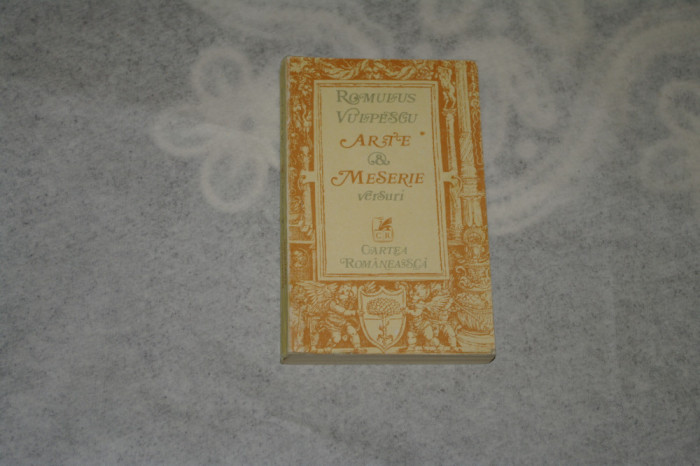 Romulus
Vulpescu
Arte
&
Meserie
versuri
C R
Cartea
Românească